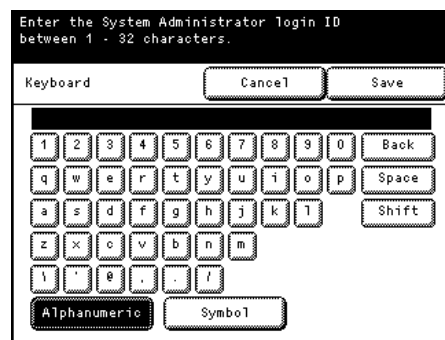 Enter the System Administrator login ID
between 1 - 32 characters.
Keyboard Cancel Save
1 2 3 4 5 6 7 8 9 0 Back
q w e r t y u i o p Space
a s d f g h j k l Shift
z x c v b n m
\ ' @ , . /
Alphanumeric Symbol